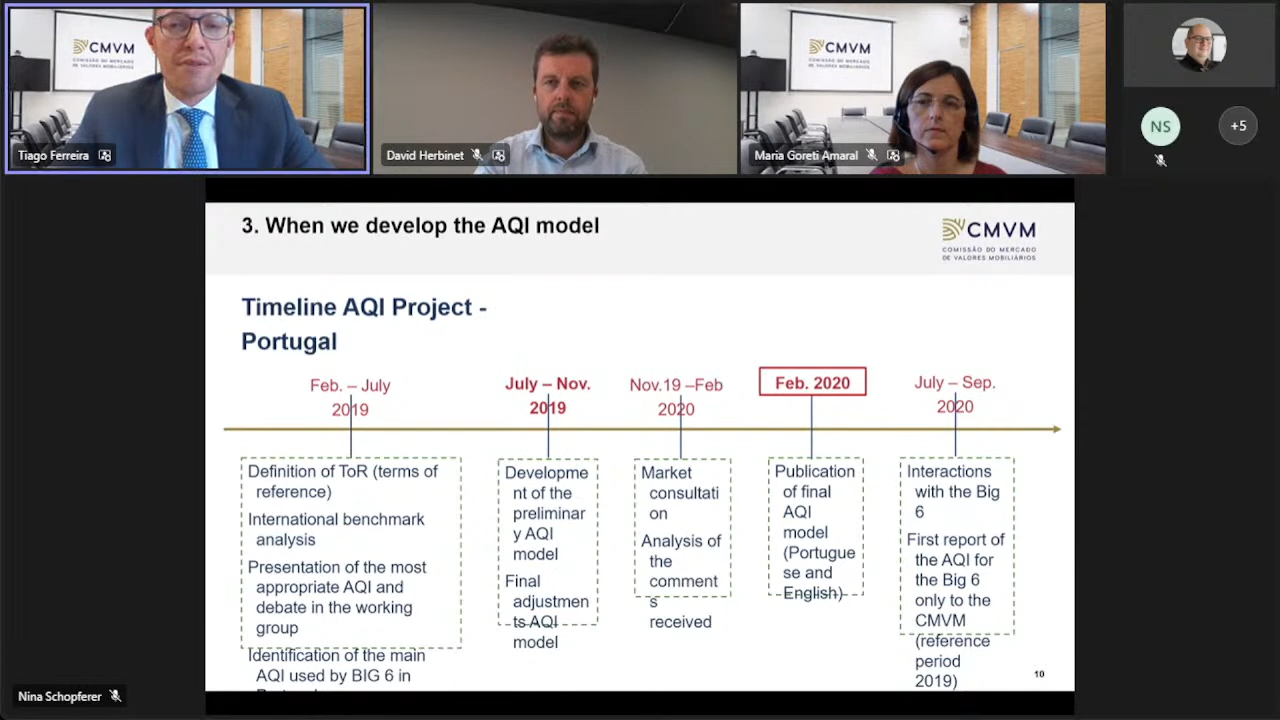 CMVM
COMISSÃO DO MERCADO
DE VALORES MOBILIÁRIOS
Tiago Ferreira
David Herbinet
CMVM
COMISSÃO DO MERCADO
DE VALORES MOBILIÁRIOS
Maria Goreti Amaral
NS
+5
3. When we develop the AQI model
CMVM
COMISSÃO DO MERCADO
DE VALORES MOBILIÁRIOS
Timeline AQI Project -
Portugal
Feb. – July
2019
July – Nov.
2019
Nov.19 –Feb
2020
Feb. 2020
July – Sep.
2020
Definition of ToR (terms of
reference)
International benchmark
analysis
Presentation of the most
appropriate AQI and
debate in the working
group
Identification of the main
AQI used by BIG 6 in
Developme
nt of the
preliminar
y AQI
model
Final
adjustmen
ts AQI
model
Market
consultati
on
Analysis of
the
comment
s
received
Publication
of final
AQI
model
(Portugue
se and
English)
Interactions
with the Big
6
First report of
the AQI for
the Big 6
only to the
CMVM
(reference
period
2019)
10
Nina Schopferer